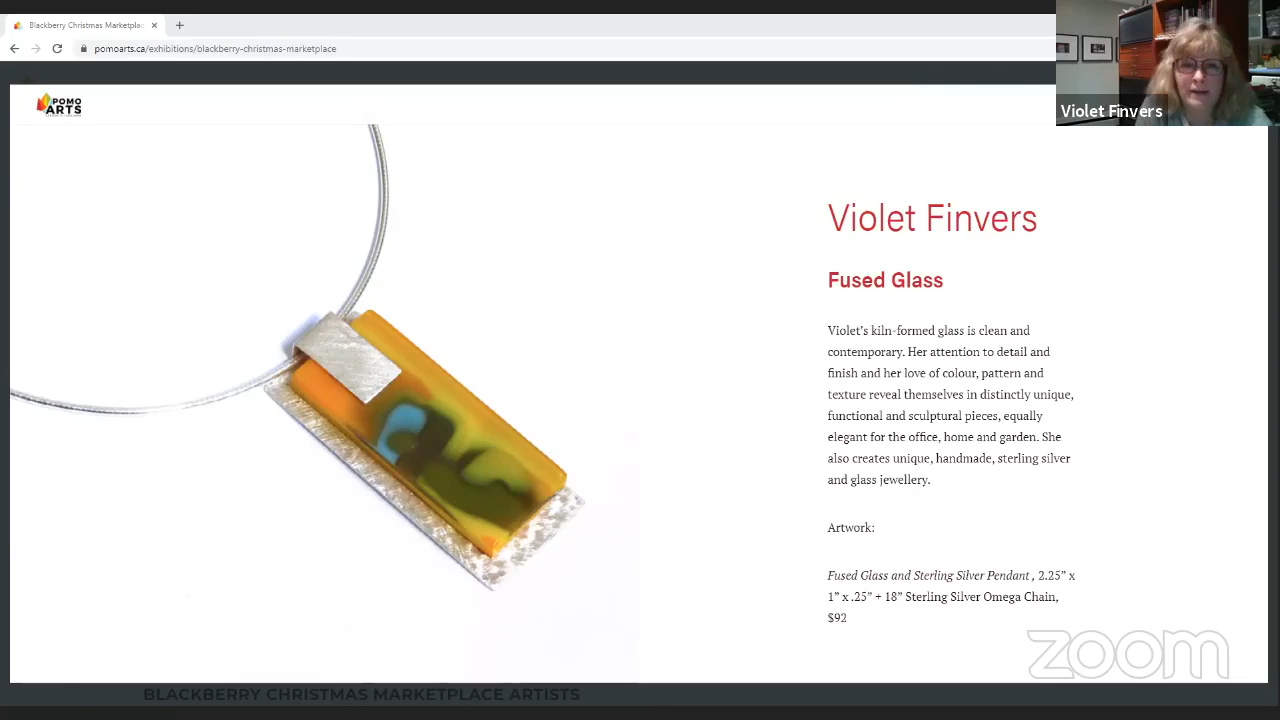 Blackberry Christmas Marketplac
pomoarts.ca/exhibitions/blackberry-christmas-marketplace
POMO
ARTS
Violet Finvers
Violet Finvers
Fused Glass
Violet’s kiln-formed glass is clean and
contemporary. Her attention to detail and
finish and her love of colour, pattern and
texture reveal themselves in distinctly unique,
functional and sculptural pieces, equally
elegant for the office, home and garden. She
also creates unique, handmade, sterling silver
and glass jewellery.
Artwork:
Fused Glass and Sterling Silver Pendant , 2.25” x
1” x .25” + 18” Sterling Silver Omega Chain,
$92
zoom
BLACKBERRY CHRISTMAS MARKETPLACE ARTISTS